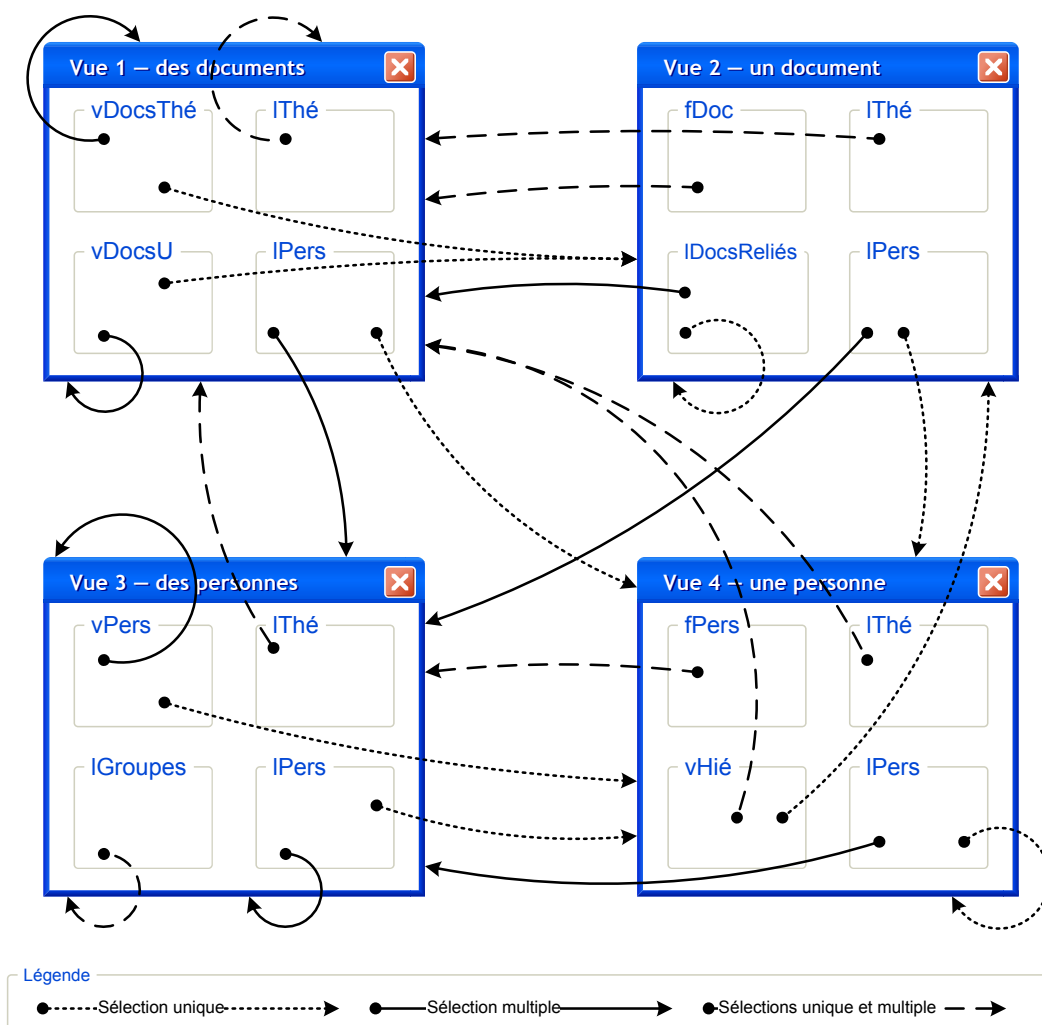 Vue 1 – des documents
vDocsThé
lThé
vDocsU
lPers
Vue 2 – un document
fDoc
lThé
lDocsReliés
lPers
Vue 3 – des personnes
vPers
lThé
lGroupes
lPers
Vue 4 – une personne
fPers
lThé
vHié
lPers
Légende
Sélection unique
Sélection multiple
Sélections unique et multiple